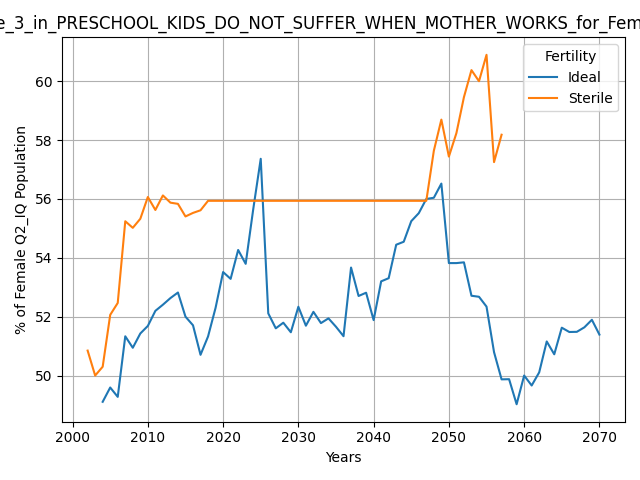 e_3_in_PRESCHOOL_KIDS_DO_NOT_SUFFER_WHEN_MOTHER_WORKS_for_Fem
Fertility
Ideal
Sterile
% of Female Q2_IQ Population
60
58
56
54
52
50
2000 2010 2020 2030 2040 2050 2060 2070
Years